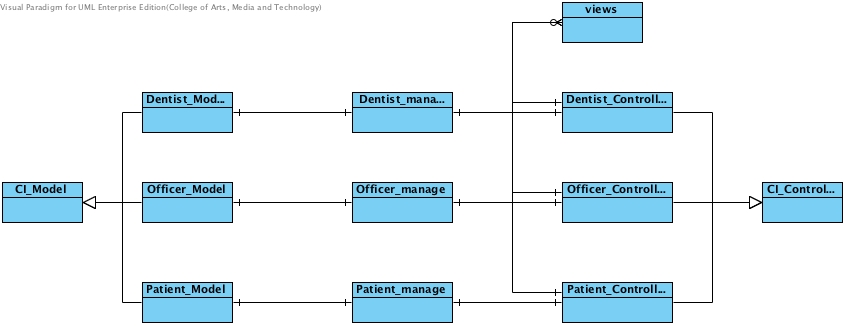 Visual Paradigm for UML Enterprise Edition(College of Arts, Media and Technology)
views
Dentist_Mod...
Dentist_mana...
Dentist_Controll...
CI_Model
Officer_Model
Officer_manage
Officer_Controll...
CI_Control...
Patient_Model
Patient_manage
Patient_Controll...